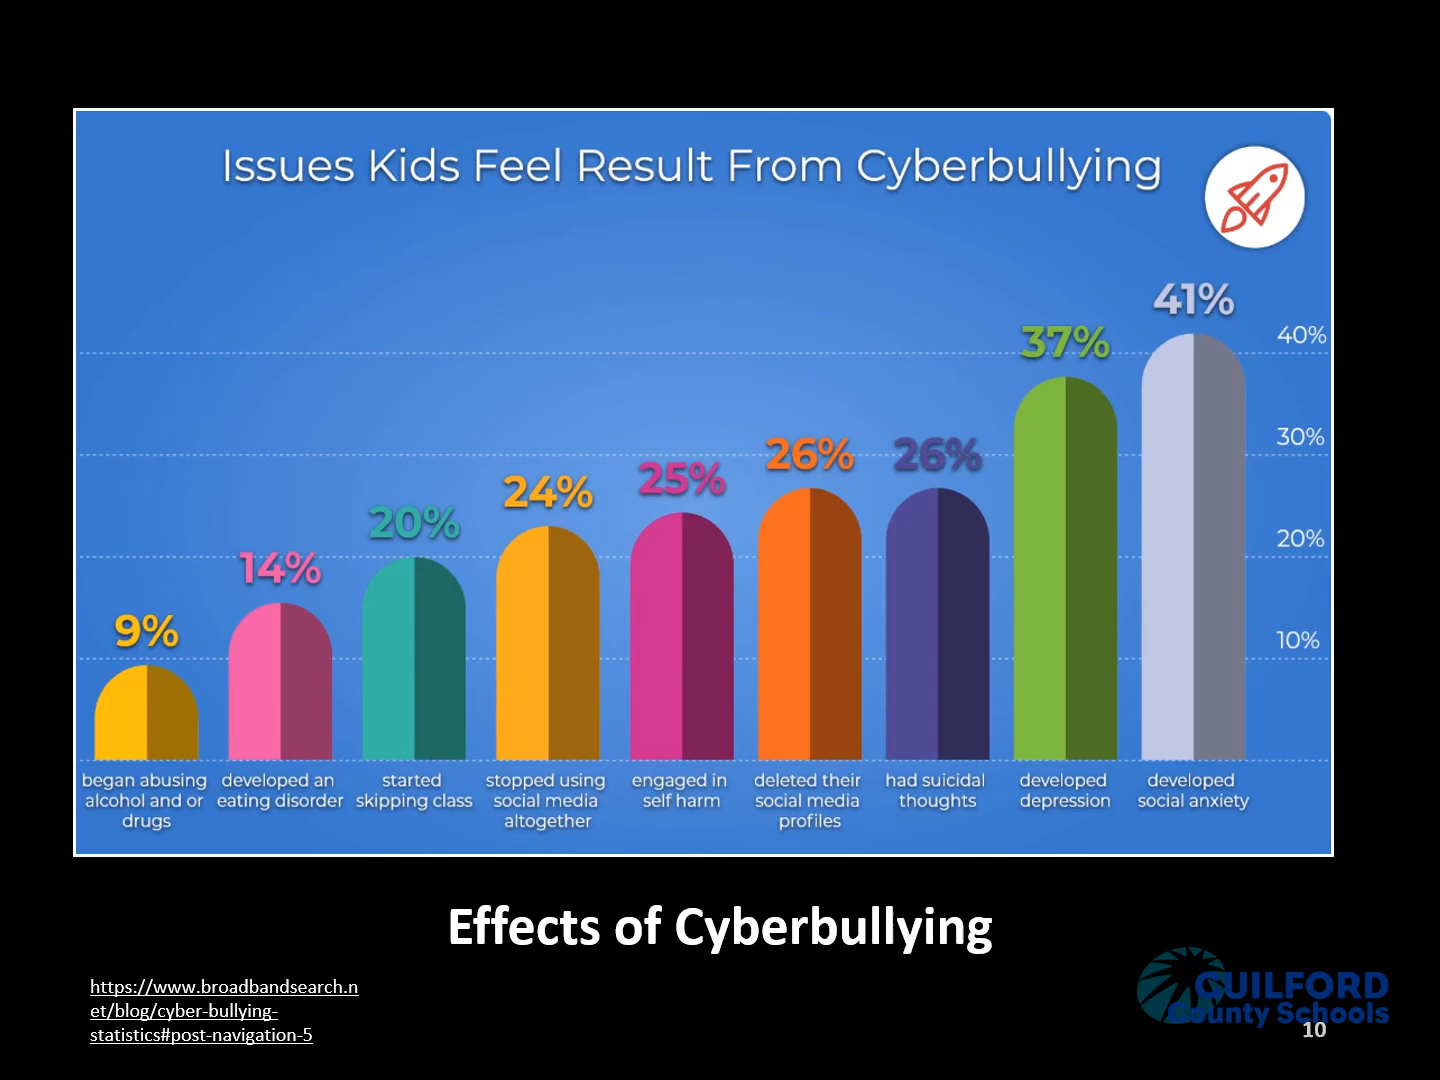 Issues Kids Feel Result From Cyberbullying
41%
37%
26%
26%
25%
24%
20%
14%
9%
40%
30%
20%
10%
began abusing
alcohol and or
drugs
developed an
eating disorder
started
skipping class
stopped using
social media
altogether
engaged in
self harm
deleted their
social media
profiles
had suicidal
thoughts
developed
depression
developed
social anxiety
Effects of Cyberbullying
https://www.broadbandsearch.n
et/blog/cyber-bullying-
statistics#post-navigation-5
GUILFORD
County Schools
10